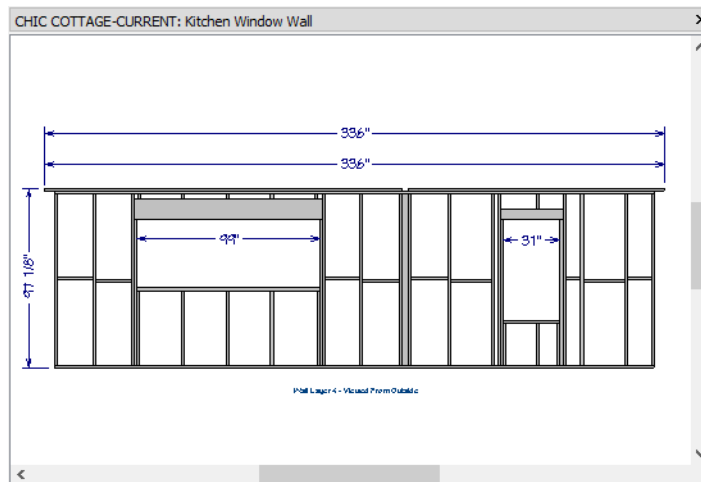 CHIC COTTAGE-CURRENT: Kitchen Window Wall
336"
336"
99"
31"
97 1/8"
Wall Layer 4 - Viewed From Outside